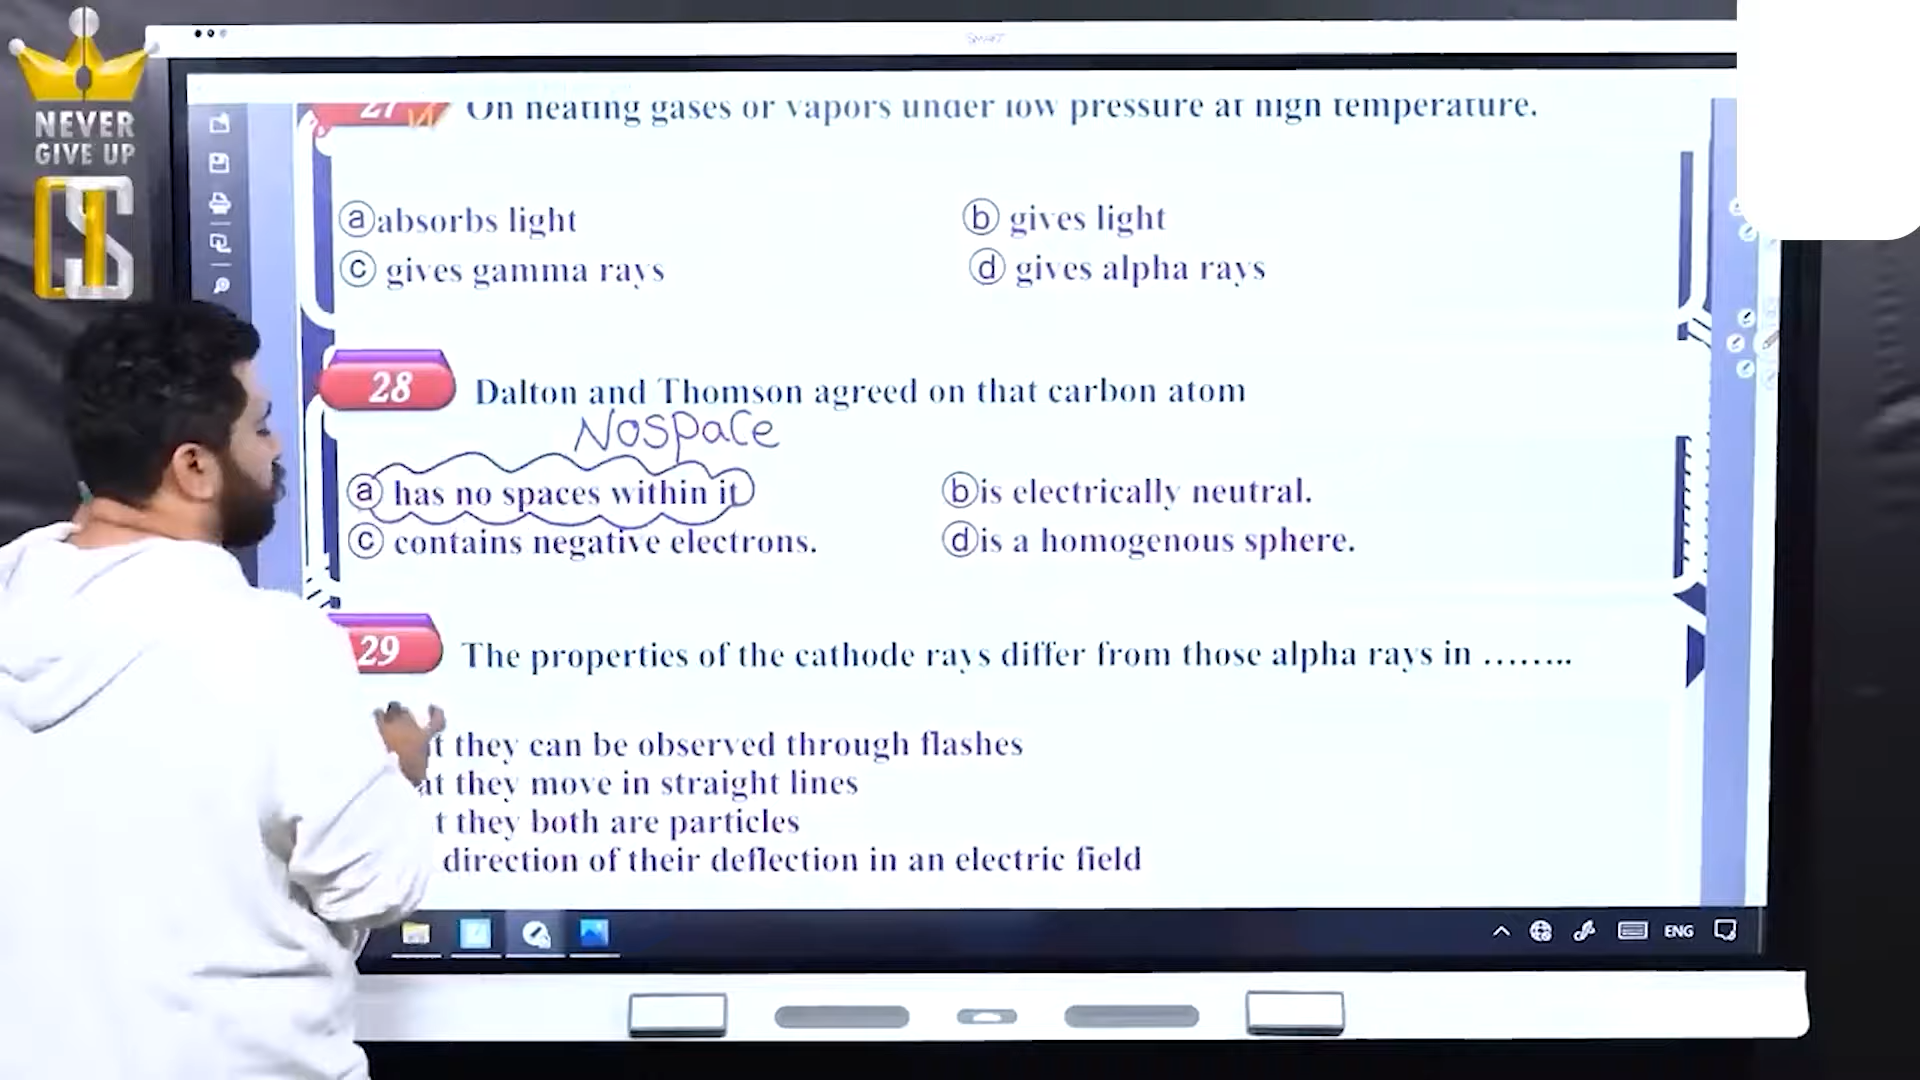 SMART
NEVER
GIVE UP
27 On heating gases or vapors under low pressure at high temperature.
ⓐ absorbs light
ⓑ gives light
ⓒ gives gamma rays
ⓓ gives alpha rays
28 Dalton and Thomson agreed on that carbon atom
No space
ⓐ has no spaces within it
ⓑ is electrically neutral.
ⓒ contains negative electrons.
ⓓ is a homogenous sphere.
29 The properties of the cathode rays differ from those alpha rays in ........
they can be observed through flashes
they move in straight lines
they both are particles
direction of their deflection in an electric field
ENG